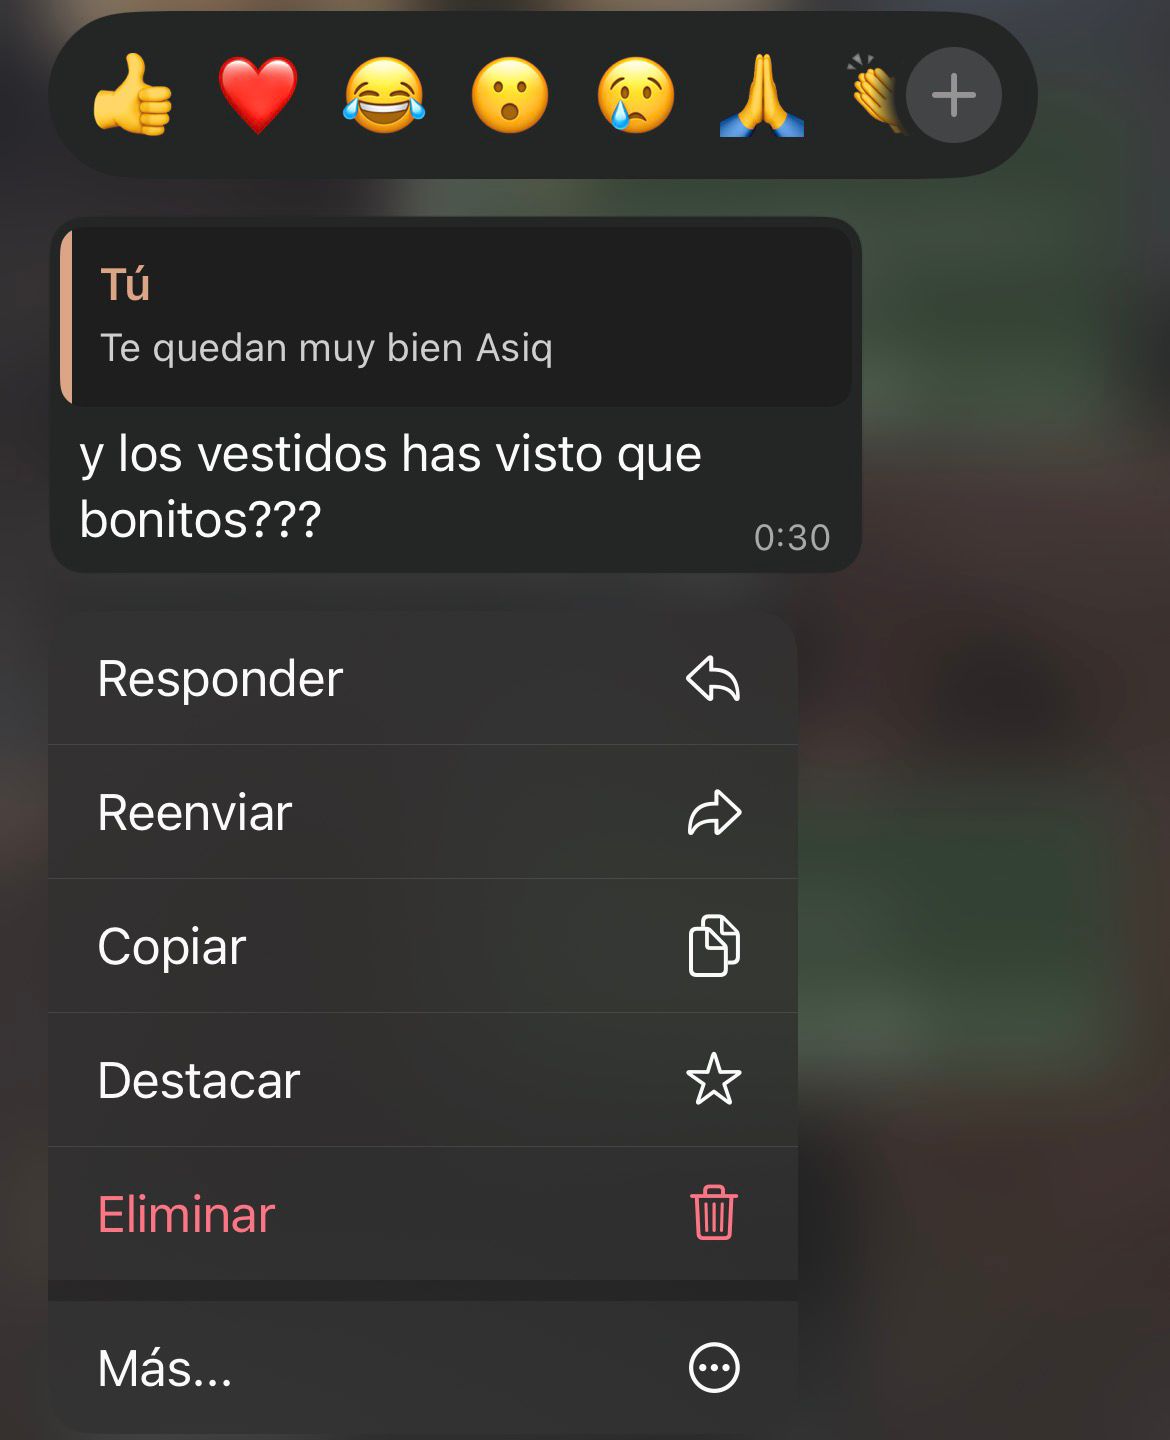 Tú
Te quedan muy bien Asiq
y los vestidos has visto que
bonitos???
0:30
Responder
Reenviar
Copiar
Destacar
Eliminar
Más...